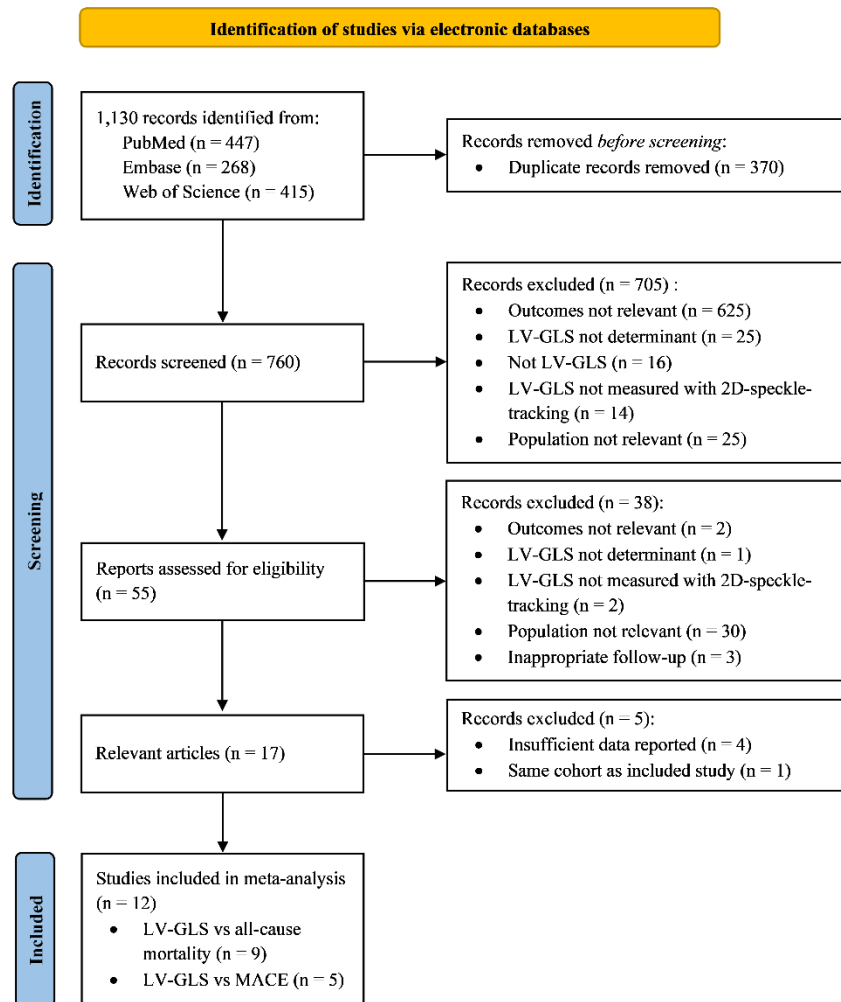 Identification of studies via electronic databases
Identification
1,130 records identified from:
PubMed (n = 447)
Embase (n = 268)
Web of Science (n = 415)
Records removed before screening:
• Duplicate records removed (n = 370)
Screening
Records screened (n = 760)
Records excluded (n = 705) :
• Outcomes not relevant (n = 625)
• LV-GLS not determinant (n = 25)
• Not LV-GLS (n = 16)
• LV-GLS not measured with 2D-speckle-
tracking (n = 14)
• Population not relevant (n = 25)
Reports assessed for eligibility
(n = 55)
Records excluded (n = 38):
• Outcomes not relevant (n = 2)
• LV-GLS not determinant (n = 1)
• LV-GLS not measured with 2D-speckle-
tracking (n = 2)
• Population not relevant (n = 30)
• Inappropriate follow-up (n = 3)
Relevant articles (n = 17)
Records excluded (n = 5):
• Insufficient data reported (n = 4)
• Same cohort as included study (n = 1)
Included
Studies included in meta-analysis
(n = 12)
• LV-GLS vs all-cause
mortality (n = 9)
• LV-GLS vs MACE (n = 5)